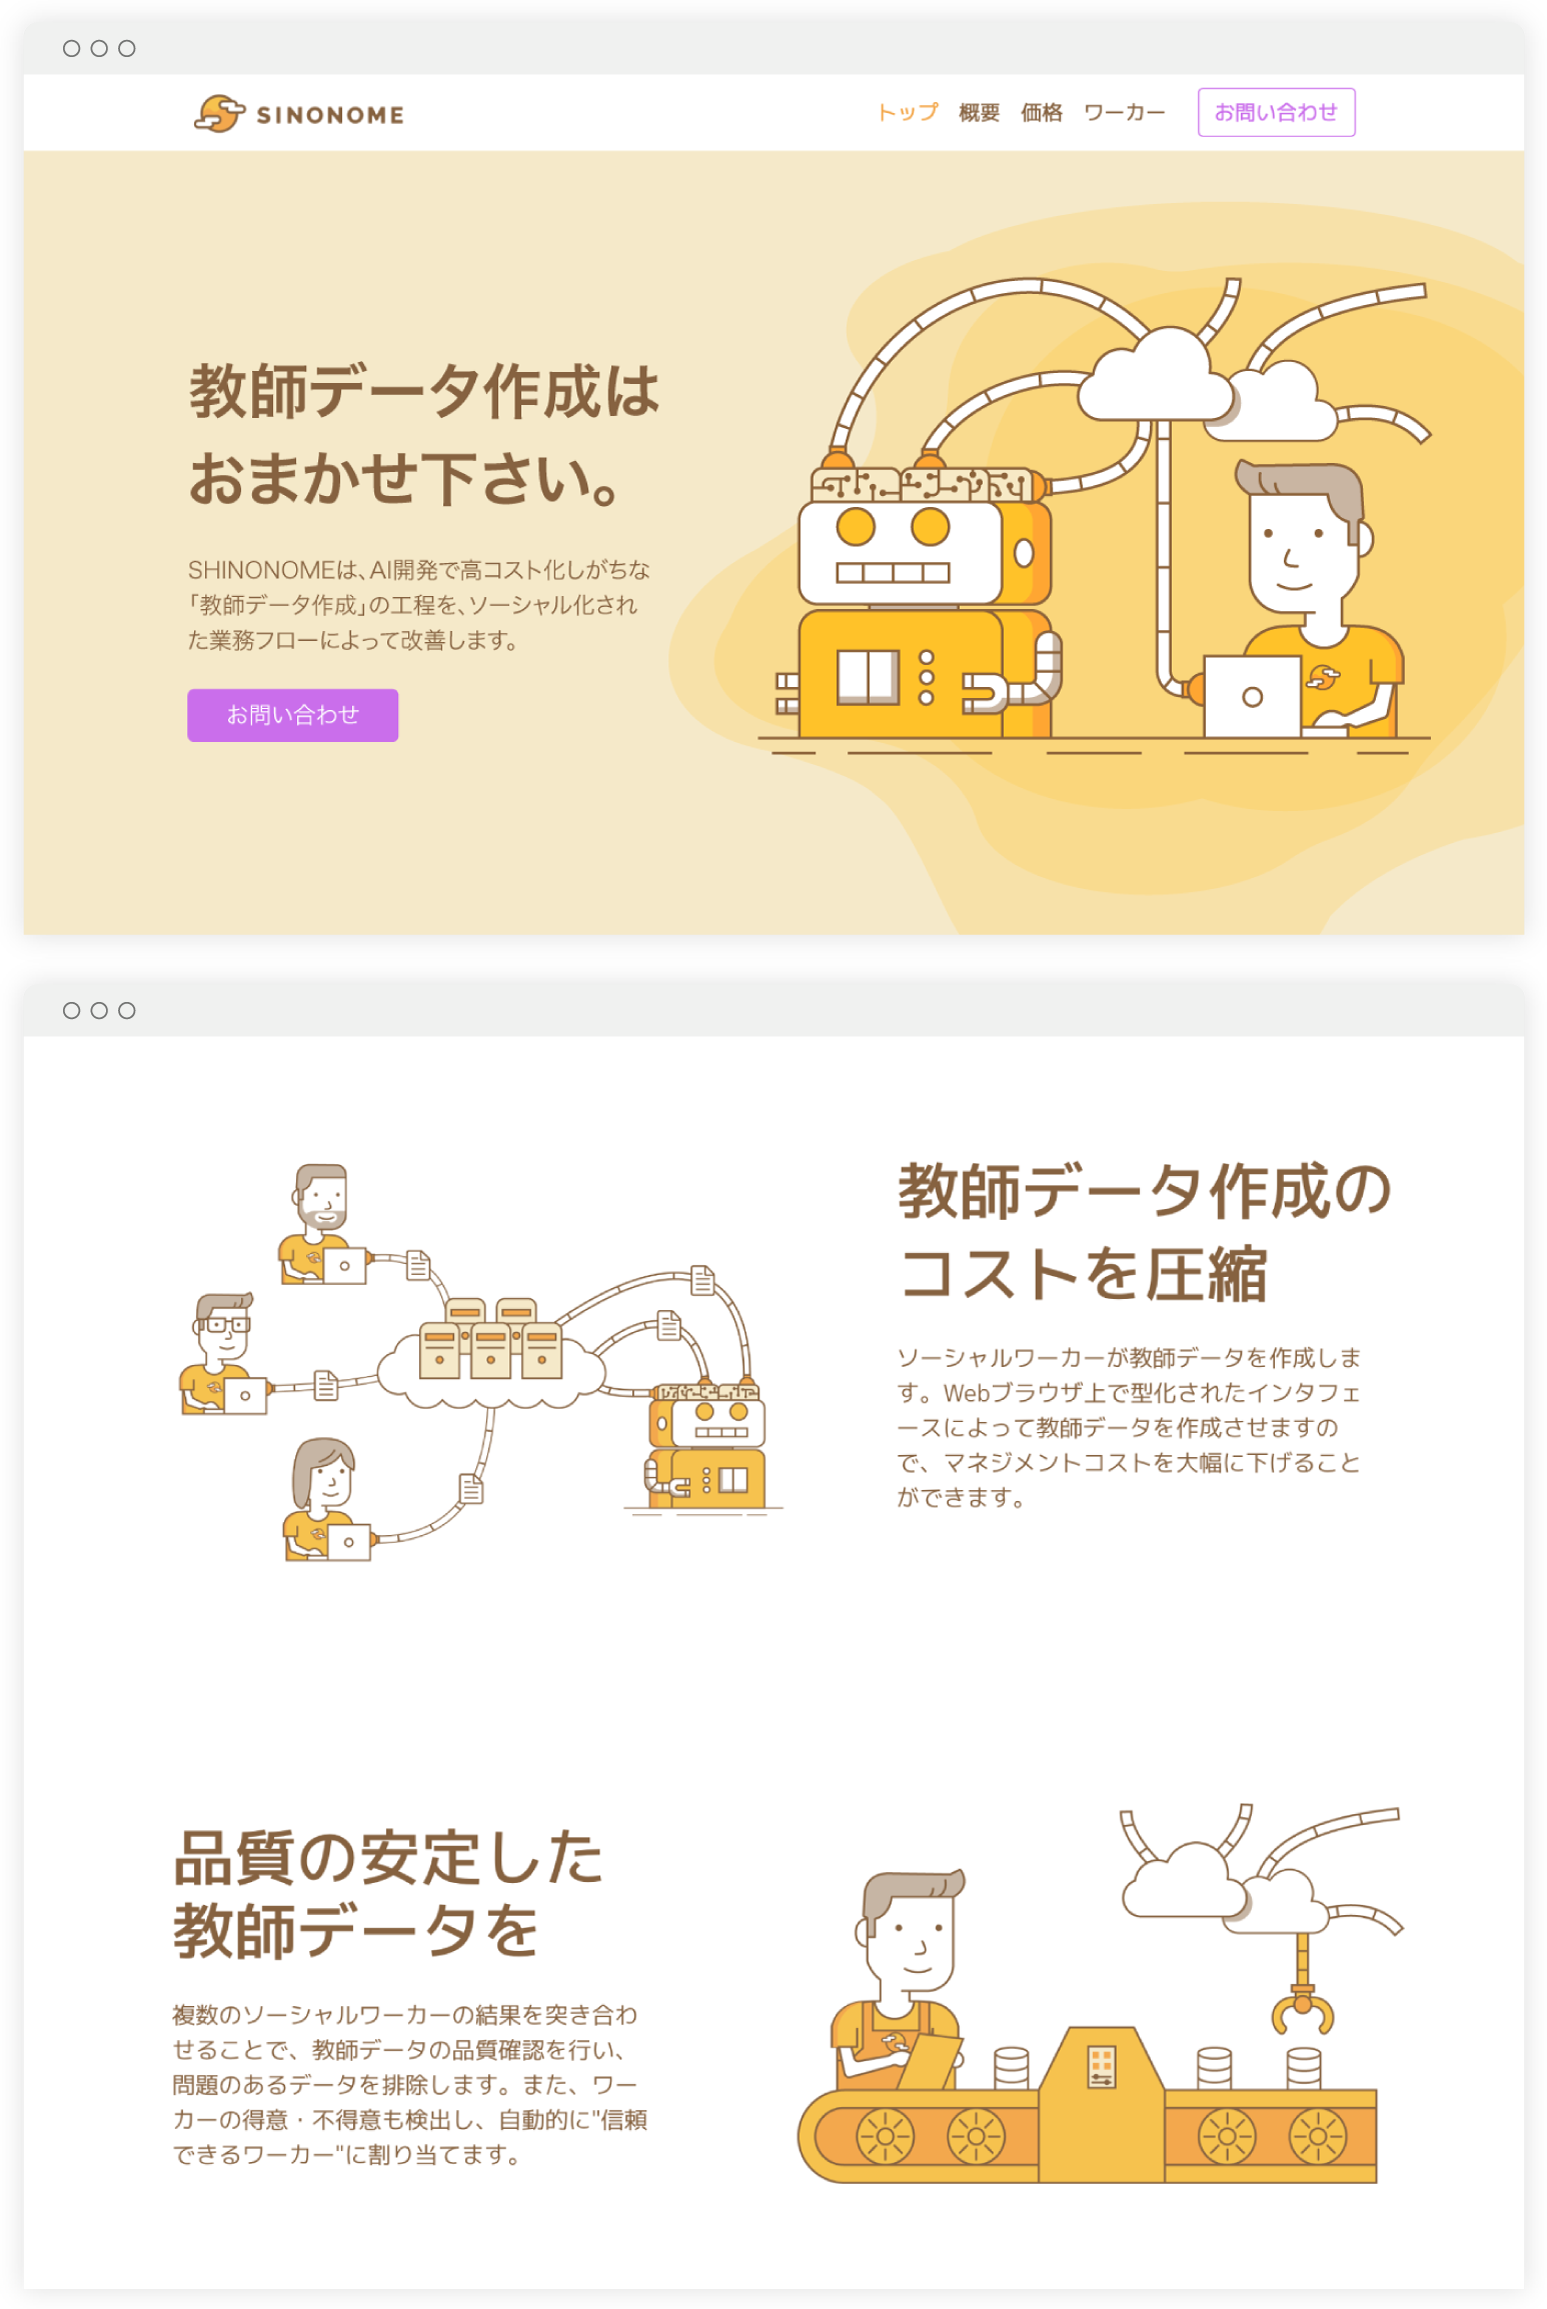 SINONOME
トップ 概要 価格 ワーカー お問い合わせ
教師データ作成は
おまかせ下さい。
SHINONOMEは、AI開発で高コスト化しがちな
「教師データ作成」の工程を、ソーシャル化され
た業務フローによって改善します。
お問い合わせ
教師データ作成の
コストを圧縮
ソーシャルワーカーが教師データを作成しま
す。Webブラウザ上で型化されたインタフェ
ースによって教師データを作成させますの
で、マネジメントコストを大幅に下げること
ができます。
品質の安定した
教師データを
複数のソーシャルワーカーの結果を突き合わ
せることで、教師データの品質確認を行い、
問題のあるデータを排除します。また、ワー
カーの得意・不得意も検出し、自動的に"信頼
できるワーカー"に割り当てます。